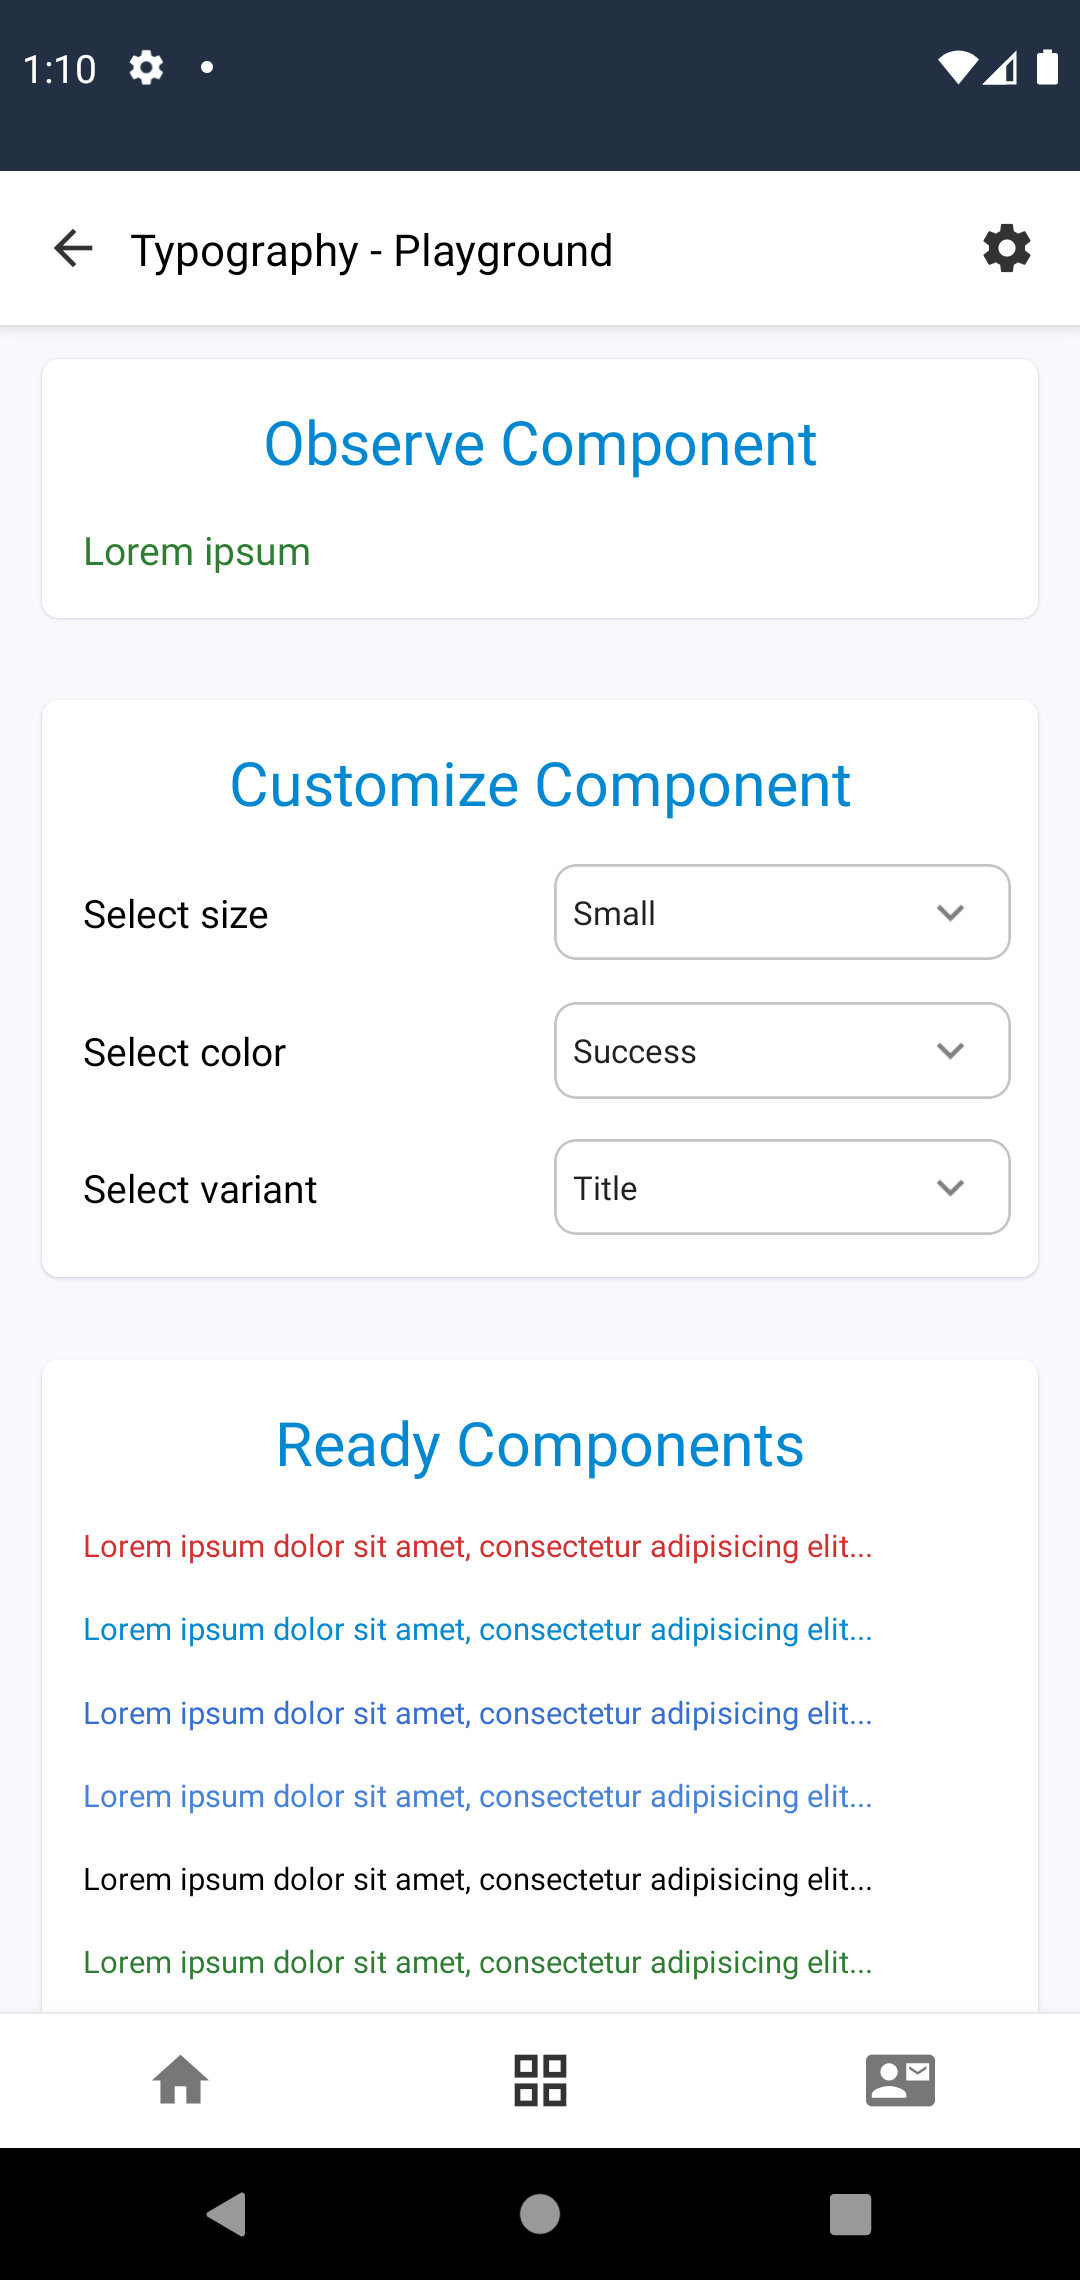 1:10
Typography - Playground
Observe Component
Lorem ipsum
Customize Component
Select size
Small
Select color
Success
Select variant
Title
Ready Components
Lorem ipsum dolor sit amet, consectetur adipisicing elit...
Lorem ipsum dolor sit amet, consectetur adipisicing elit...
Lorem ipsum dolor sit amet, consectetur adipisicing elit...
Lorem ipsum dolor sit amet, consectetur adipisicing elit...
Lorem ipsum dolor sit amet, consectetur adipisicing elit...
Lorem ipsum dolor sit amet, consectetur adipisicing elit...